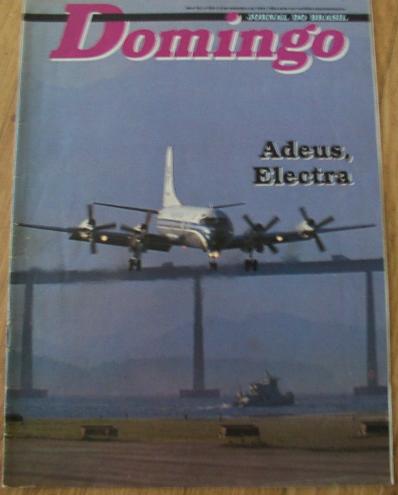 JORNAL DO BRASIL
Domingo
Adeus,
Electra